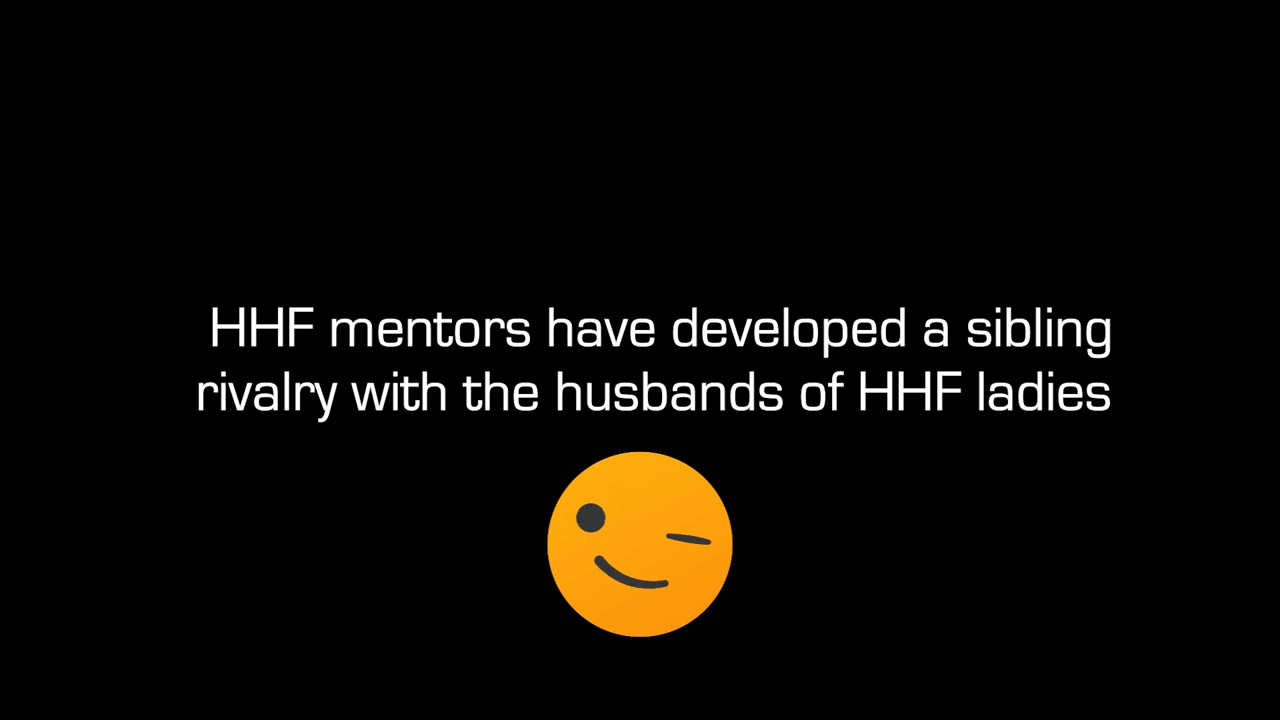 HHF mentors have developed a sibling
rivalry with the husbands of HHF ladies